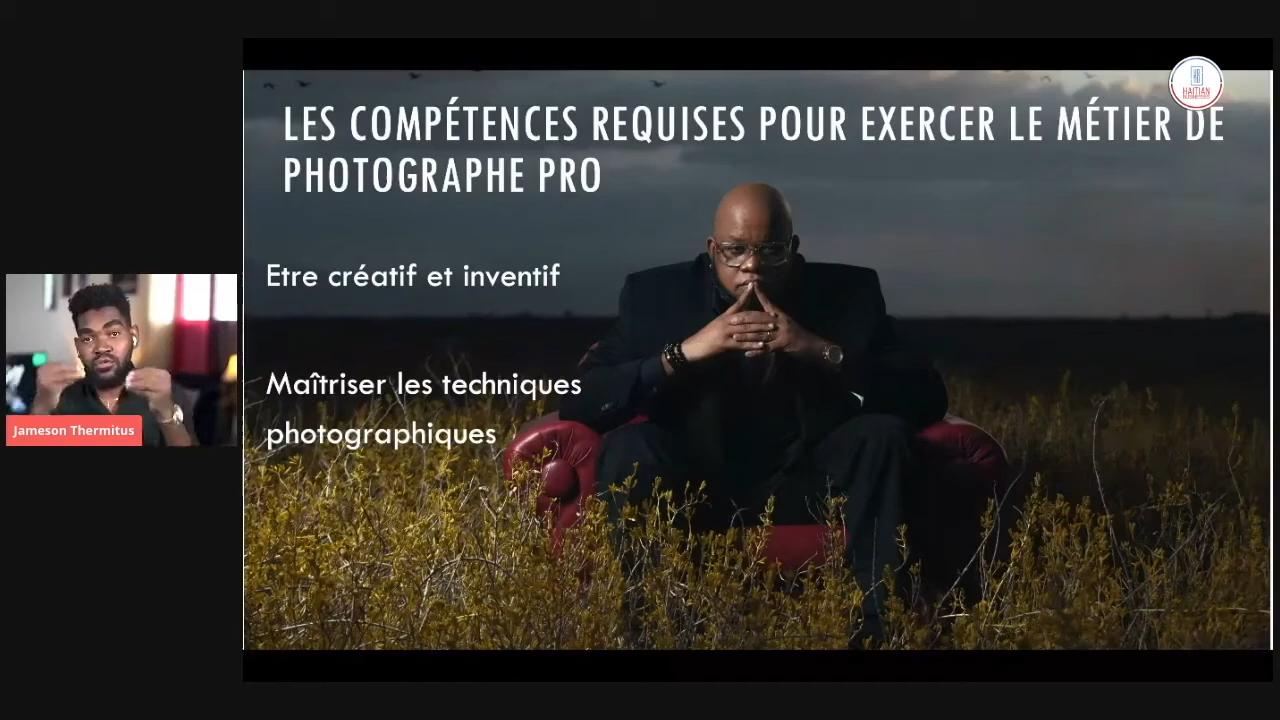 HAITIAN
LES COMPÉTENCES REQUISES POUR EXERCER LE MÉTIER DE
PHOTOGRAPHE PRO
Etre créatif et inventif
Maîtriser les techniques
photographiques
Jameson Thermitus